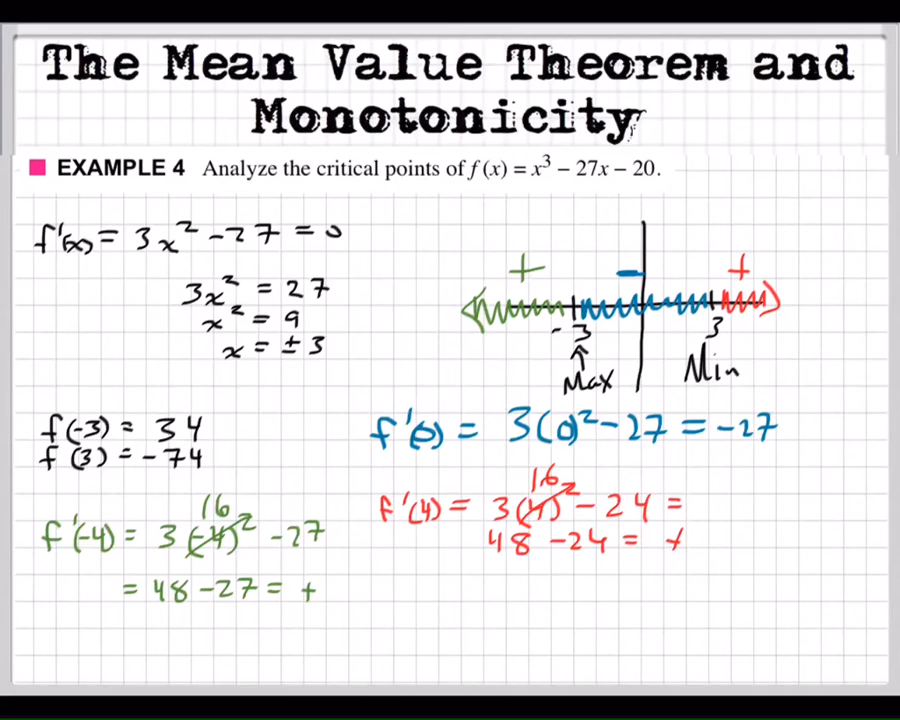 The Mean Value Theorem and
Monotonicity
EXAMPLE 4 Analyze the critical points of f(x) = x³ − 27x − 20.
f'(x) = 3x² - 27 = 0
3x² = 27
x² = 9
x = ± 3
+ − +
-3 3
↑
Max Min
f(-3) = 34
f(3) = -74
f'(0) = 3(0)² - 27 = -27
16
f'(-4) = 3(-4)² - 27
= 48 - 27 = +
16
f'(4) = 3(4)² - 24 =
48 - 24 = +